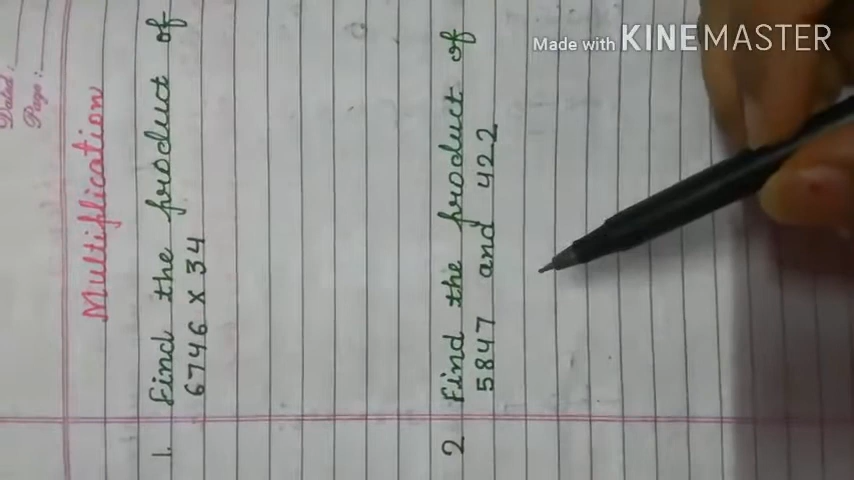 Dated :
Page :
Multiplication
1. Find the product of
6746 x 34
2 Find the product of
5847 and 422
Made with KINEMASTER